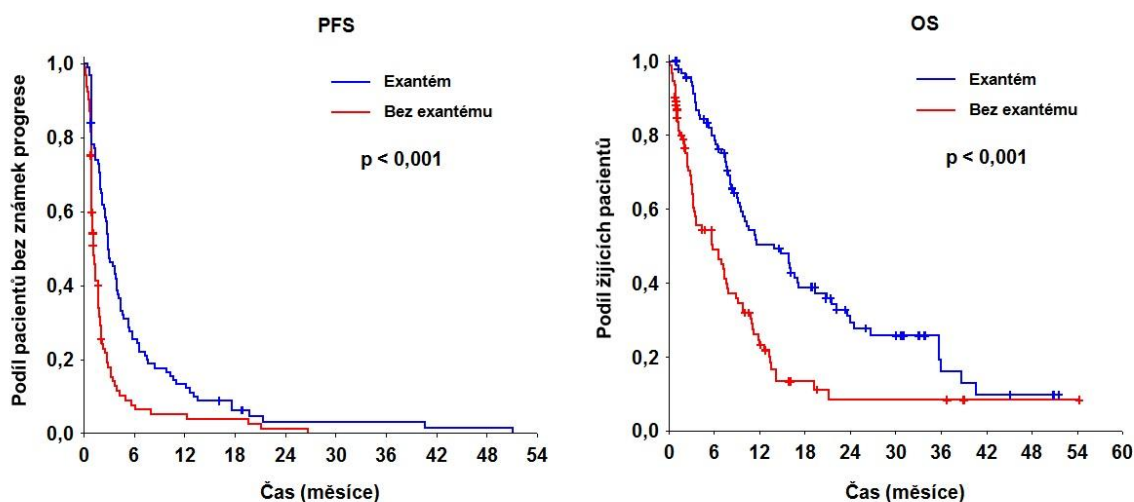 PFS
Podíl pacientů bez známek progrese
1,0
0,8
0,6
0,4
0,2
0,0
Exantém
Bez exantému
p < 0,001
0 6 12 18 24 30 36 42 48 54
Čas (měsíce)
OS
Podíl žijících pacientů
1,0
0,8
0,6
0,4
0,2
0,0
Exantém
Bez exantému
p < 0,001
0 6 12 18 24 30 36 42 48 54 60
Čas (měsíce)